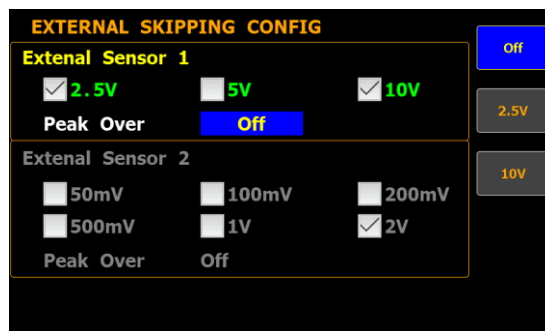 EXTERNAL SKIPPING CONFIG
Extenal Sensor 1
2.5V 5V 10V
Peak Over Off
Extenal Sensor 2
50mV 100mV 200mV
500mV 1V 2V
Peak Over Off
Off
2.5V
10V